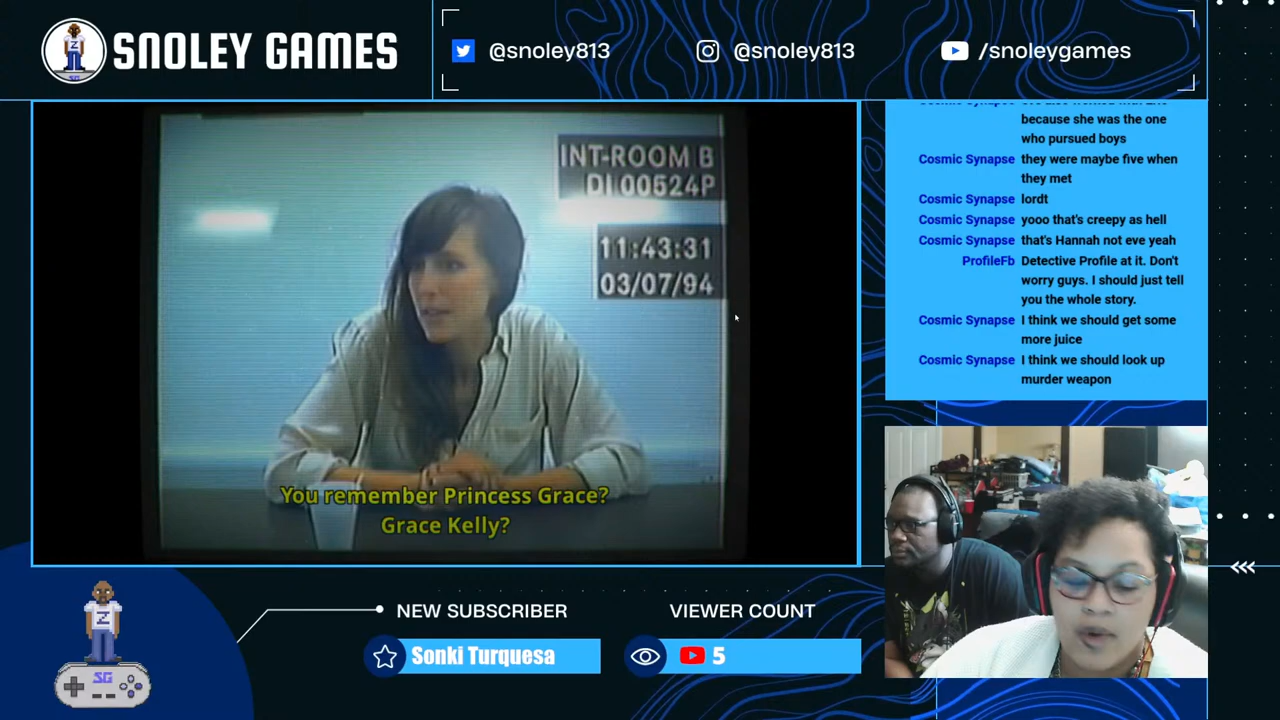 SNOLEY GAMES
@snoley813
@snoley813
/snoleygames
INT-ROOM B
DI 00524P
11:43:31
03/07/94
You remember Princess Grace?
Grace Kelly?
Cosmic Synapse
because she was the one
who pursued boys
Cosmic Synapse they were maybe five when
they met
Cosmic Synapse lordt
Cosmic Synapse yooo that's creepy as hell
Cosmic Synapse that's Hannah not eve yeah
ProfileFb Detective Profile at it. Don't
worry guys. I should just tell
you the whole story.
Cosmic Synapse I think we should get some
more juice
Cosmic Synapse I think we should look up
murder weapon
NEW SUBSCRIBER
Sonki Turquesa
VIEWER COUNT
5
Z
SG
Z
SG